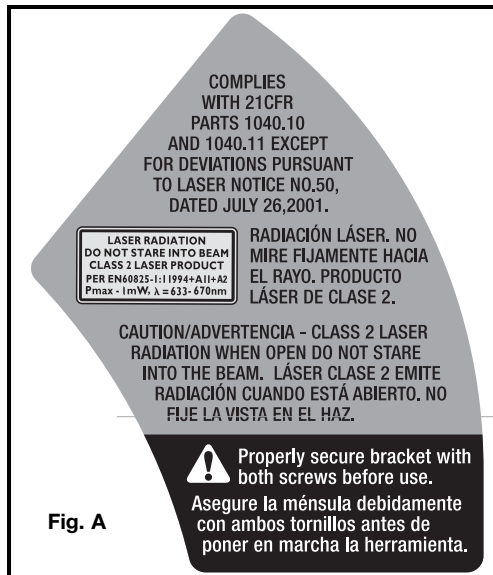 COMPLIES
WITH 21CFR
PARTS 1040.10
AND 1040.11 EXCEPT
FOR DEVIATIONS PURSUANT
TO LASER NOTICE NO.50,
DATED JULY 26,2001.
LASER RADIATION
DO NOT STARE INTO BEAM
CLASS 2 LASER PRODUCT
PER EN60825-1:11994+A11+A2
Pmax - 1mW, λ = 633-670nm
RADIACIÓN LÁSER. NO
MIRE FIJAMENTE HACIA
EL RAYO. PRODUCTO
LÁSER DE CLASE 2.
CAUTION/ADVERTENCIA - CLASS 2 LASER
RADIATION WHEN OPEN DO NOT STARE
INTO THE BEAM. LÁSER CLASE 2 EMITE
RADIACIÓN CUANDO ESTÁ ABIERTO. NO
FIJE LA VISTA EN EL HAZ.
Properly secure bracket with
both screws before use.
Asegure la ménsula debidamente
con ambos tornillos antes de
poner en marcha la herramienta.
Fig. A